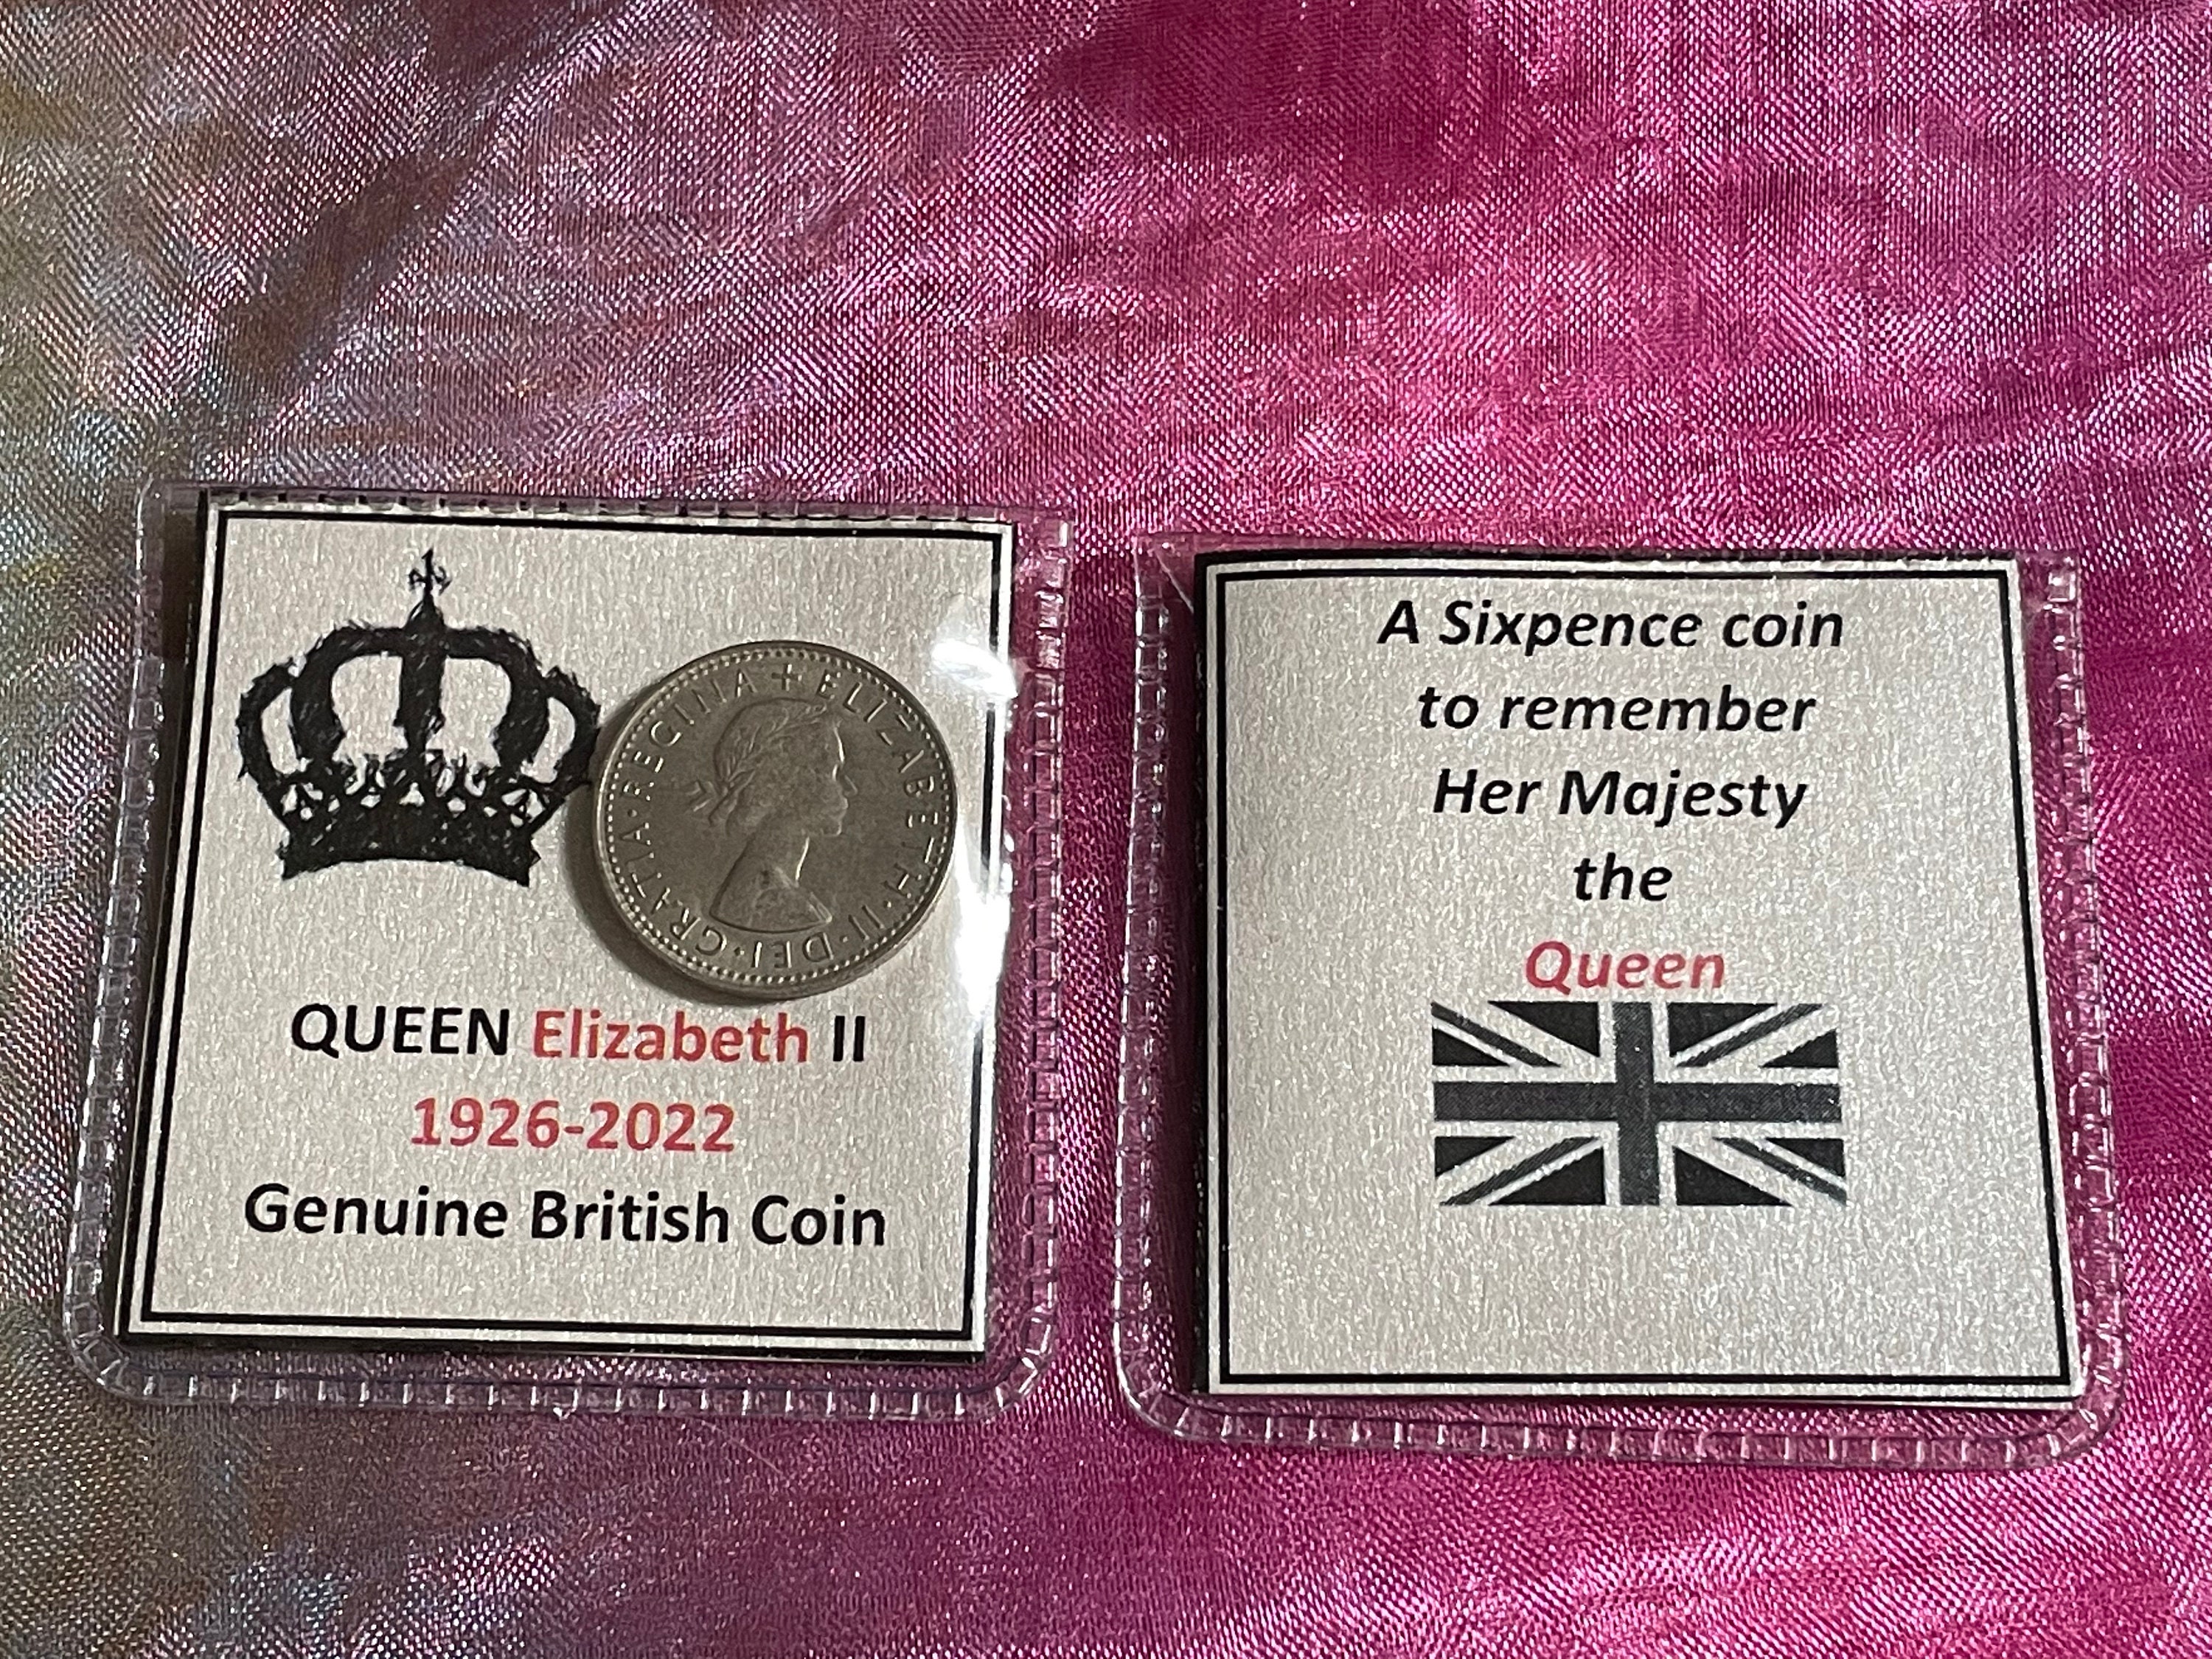 + ELIZABETH·II·DEI·GRATIA·REGINA
QUEEN Elizabeth II
1926-2022
Genuine British Coin
A Sixpence coin
to remember
Her Majesty
the
Queen